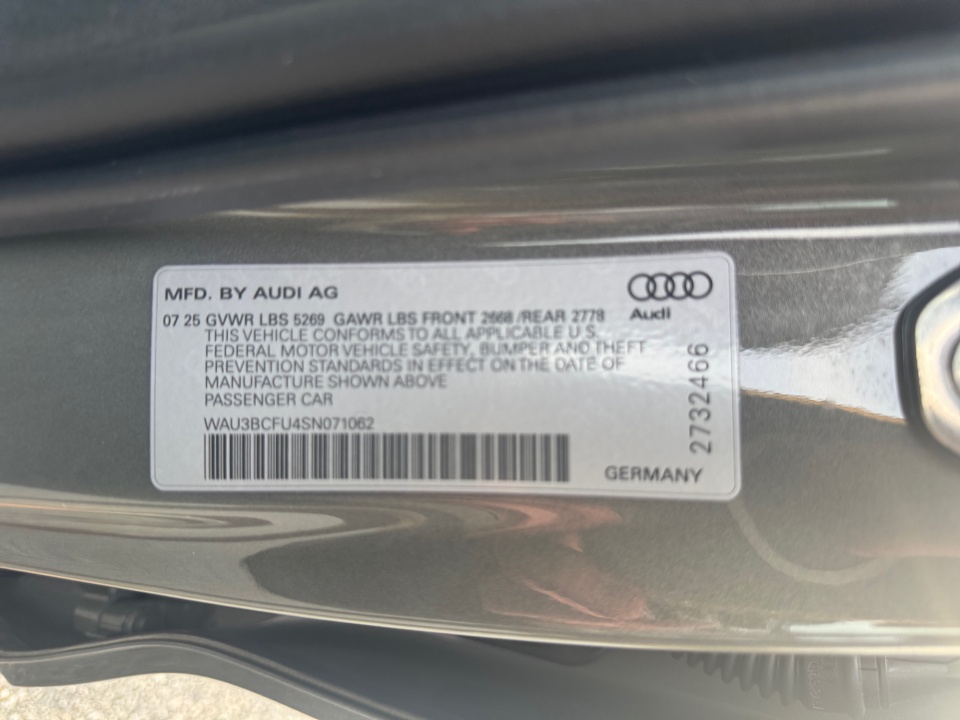 MFD. BY AUDI AG
Audi
07 25 GVWR LBS 5269 GAWR LBS FRONT 2668 /REAR 2778
THIS VEHICLE CONFORMS TO ALL APPLICABLE U.S.
FEDERAL MOTOR VEHICLE SAFETY, BUMPER AND THEFT
PREVENTION STANDARDS IN EFFECT ON THE DATE OF
MANUFACTURE SHOWN ABOVE
PASSENGER CAR
WAU3BCFU4SN071062
GERMANY
2732466